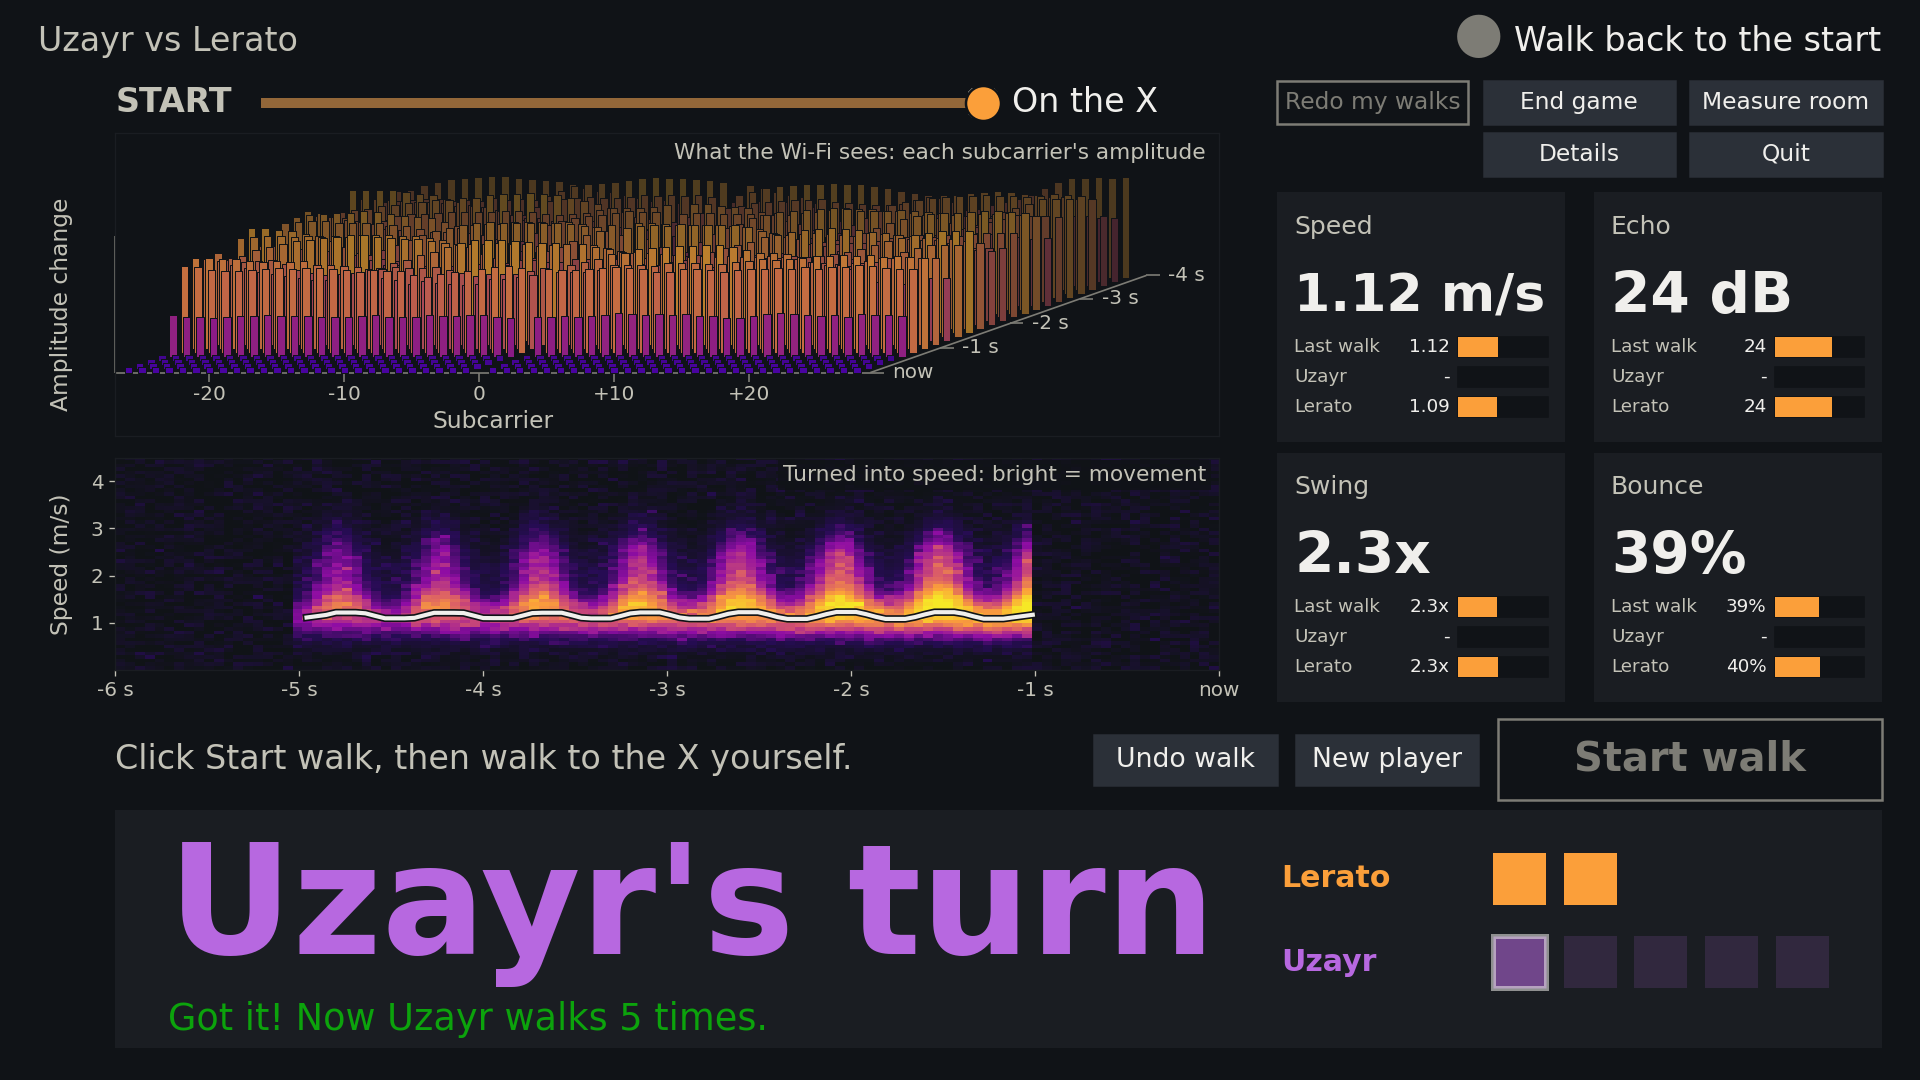 Uzayr vs Lerato
Walk back to the start
START
On the X
Redo my walks
End game
Measure room
Details
Quit
What the Wi-Fi sees: each subcarrier's amplitude
Amplitude change
-4 s
-3 s
-2 s
-1 s
now
-20
-10
0
+10
+20
Subcarrier
Speed
1.12 m/s
Last walk 1.12
Uzayr -
Lerato 1.09
Echo
24 dB
Last walk 24
Uzayr -
Lerato 24
Turned into speed: bright = movement
Speed (m/s)
4
3
2
1
-6 s
-5 s
-4 s
-3 s
-2 s
-1 s
now
Swing
2.3x
Last walk 2.3x
Uzayr -
Lerato 2.3x
Bounce
39%
Last walk 39%
Uzayr -
Lerato 40%
Click Start walk, then walk to the X yourself.
Undo walk
New player
Start walk
Uzayr's turn
Got it! Now Uzayr walks 5 times.
Lerato
Uzayr